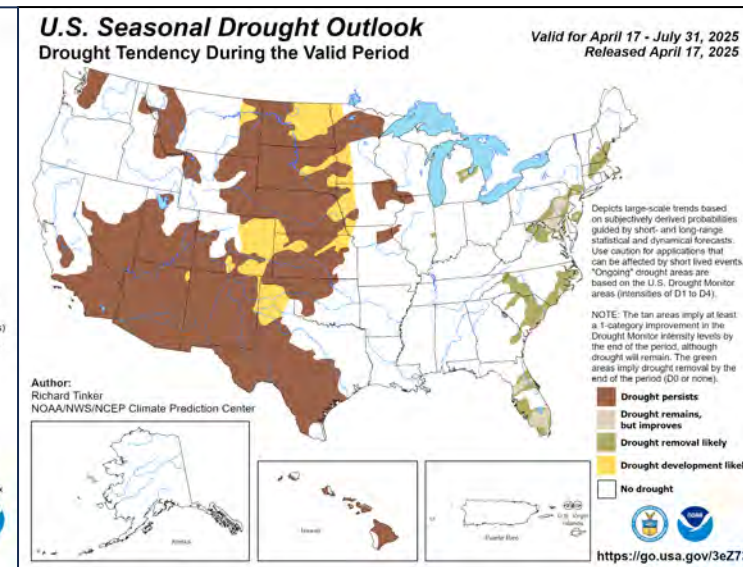 U.S. Seasonal Drought Outlook
Drought Tendency During the Valid Period
Valid for April 17 - July 31, 2025
Released April 17, 2025
Depicts large-scale trends based
on subjectively derived probabilities
guided by short- and long-range
statistical and dynamical forecasts.
Use caution for applications that
can be affected by short lived events.
"Ongoing" drought areas are
based on the U.S. Drought Monitor
areas (intensities of D1 to D4).
NOTE: The tan areas imply at least
a 1-category improvement in the
Drought Monitor intensity levels by
the end of the period, although
drought will remain. The green
areas imply drought removal by the
end of the period (D0 or none).
Author:
Richard Tinker
NOAA/NWS/NCEP Climate Prediction Center
Drought persists
Drought remains,
but improves
Drought removal likely
Drought development likely
No drought
Alaska
Hawaii
Puerto Rico
U.S. Virgin
Islands
noaa
https://go.usa.gov/3eZ7